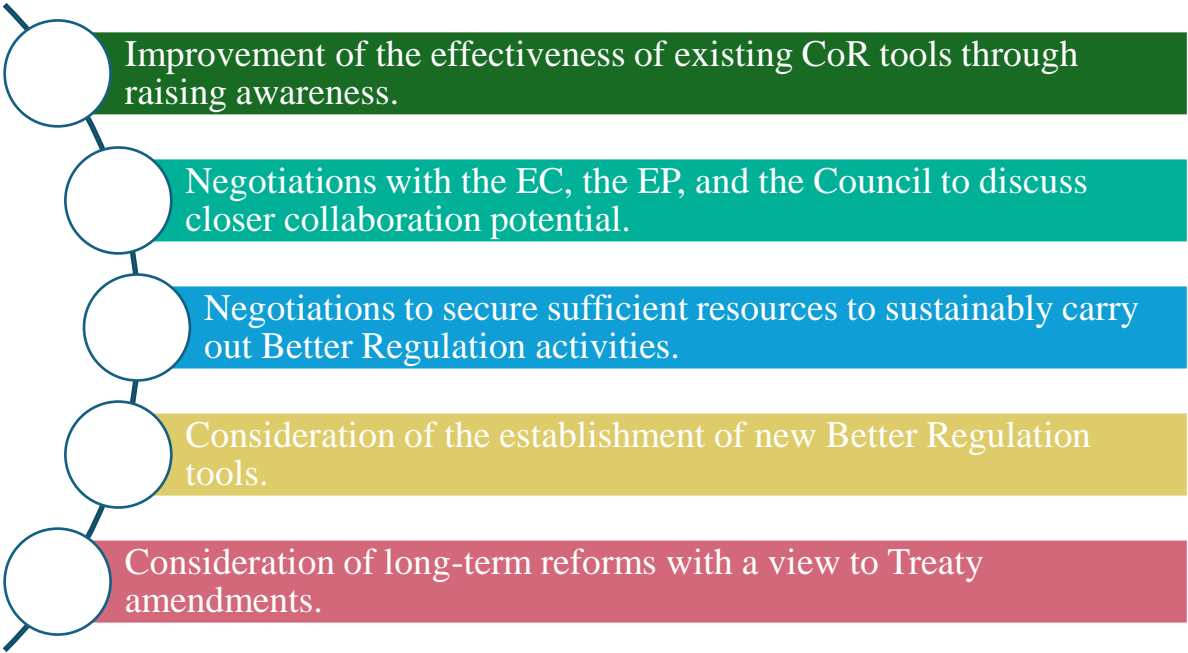 Improvement of the effectiveness of existing CoR tools through
raising awareness.
Negotiations with the EC, the EP, and the Council to discuss
closer collaboration potential.
Negotiations to secure sufficient resources to sustainably carry
out Better Regulation activities.
Consideration of the establishment of new Better Regulation
tools.
Consideration of long-term reforms with a view to Treaty
amendments.